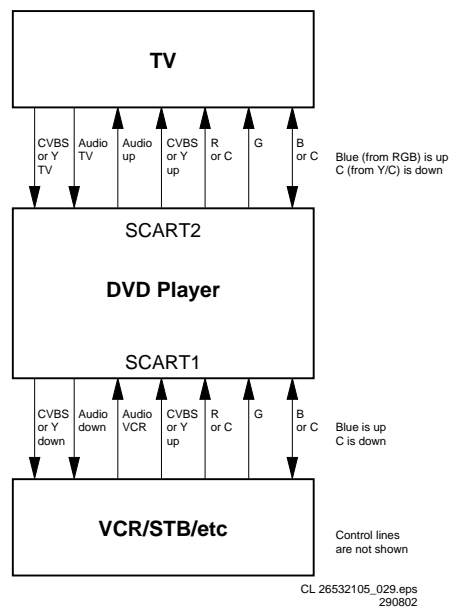 TV
CVBS
or Y
TV
Audio
TV
Audio
up
CVBS
or Y
up
R
or C
G
B
or C
Blue (from RGB) is up
C (from Y/C) is down
SCART2
DVD Player
SCART1
CVBS
or Y
down
Audio
down
Audio
VCR
CVBS
or Y
up
R
or C
G
B
or C
Blue is up
C is down
VCR/STB/etc
Control lines
are not shown
CL 26532105_029.eps
290802